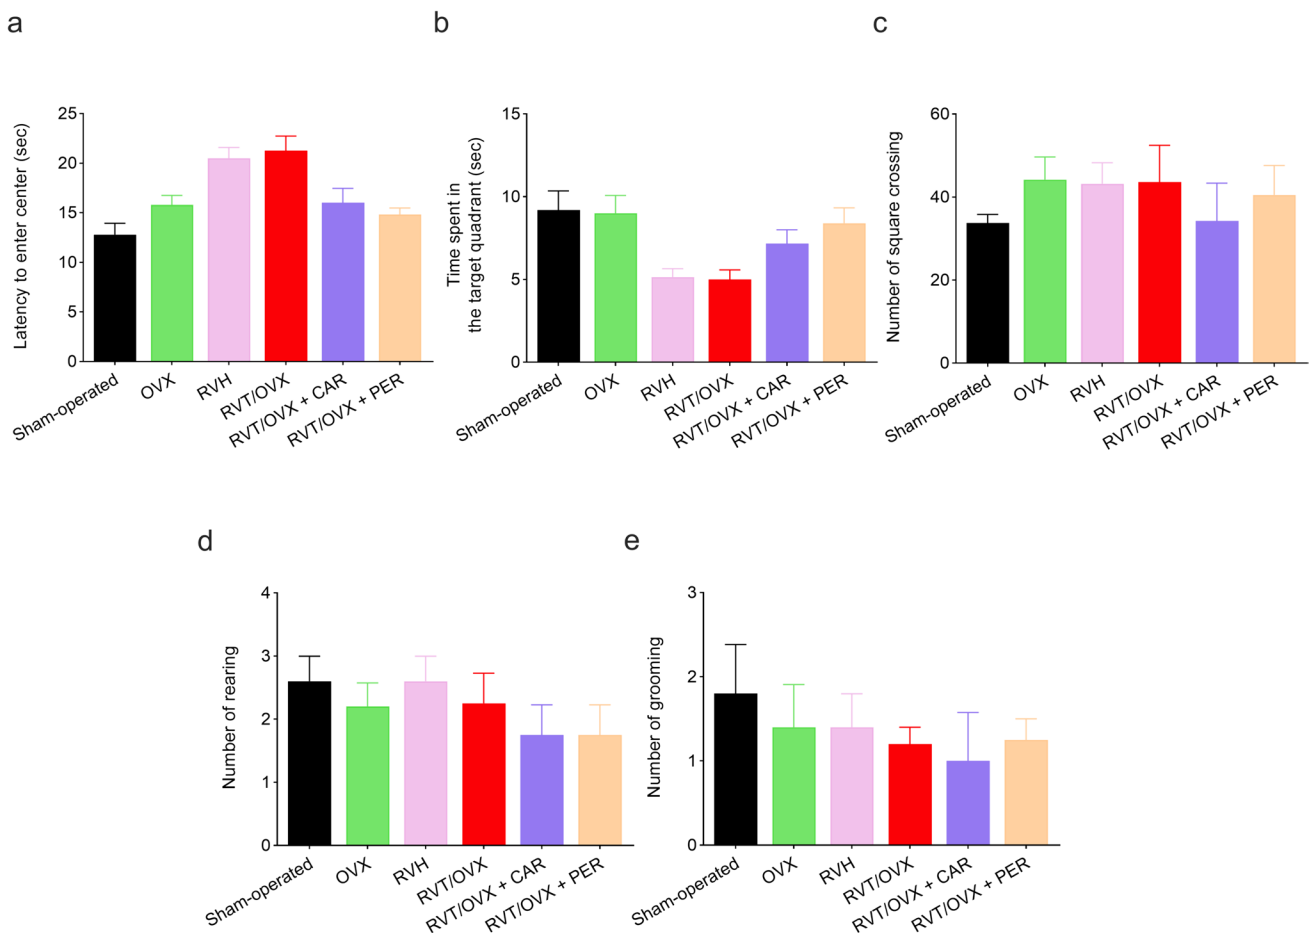 a
b
c
Latency to enter center (sec)
25
20
15
10
5
0
Sham-operated
OVX
RVH
RVT/OVX
RVT/OVX + CAR
RVT/OVX + PER
Time spent in
the target quadrant (sec)
15
10
5
0
Sham-operated
OVX
RVH
RVT/OVX
RVT/OVX + CAR
RVT/OVX + PER
Number of square crossing
60
40
20
0
Sham-operated
OVX
RVH
RVT/OVX
RVT/OVX + CAR
RVT/OVX + PER
d
e
Number of rearing
4
3
2
1
0
Sham-operated
OVX
RVH
RVT/OVX
RVT/OVX + CAR
RVT/OVX + PER
Number of grooming
3
2
1
0
Sham-operated
OVX
RVH
RVT/OVX
RVT/OVX + CAR
RVT/OVX + PER